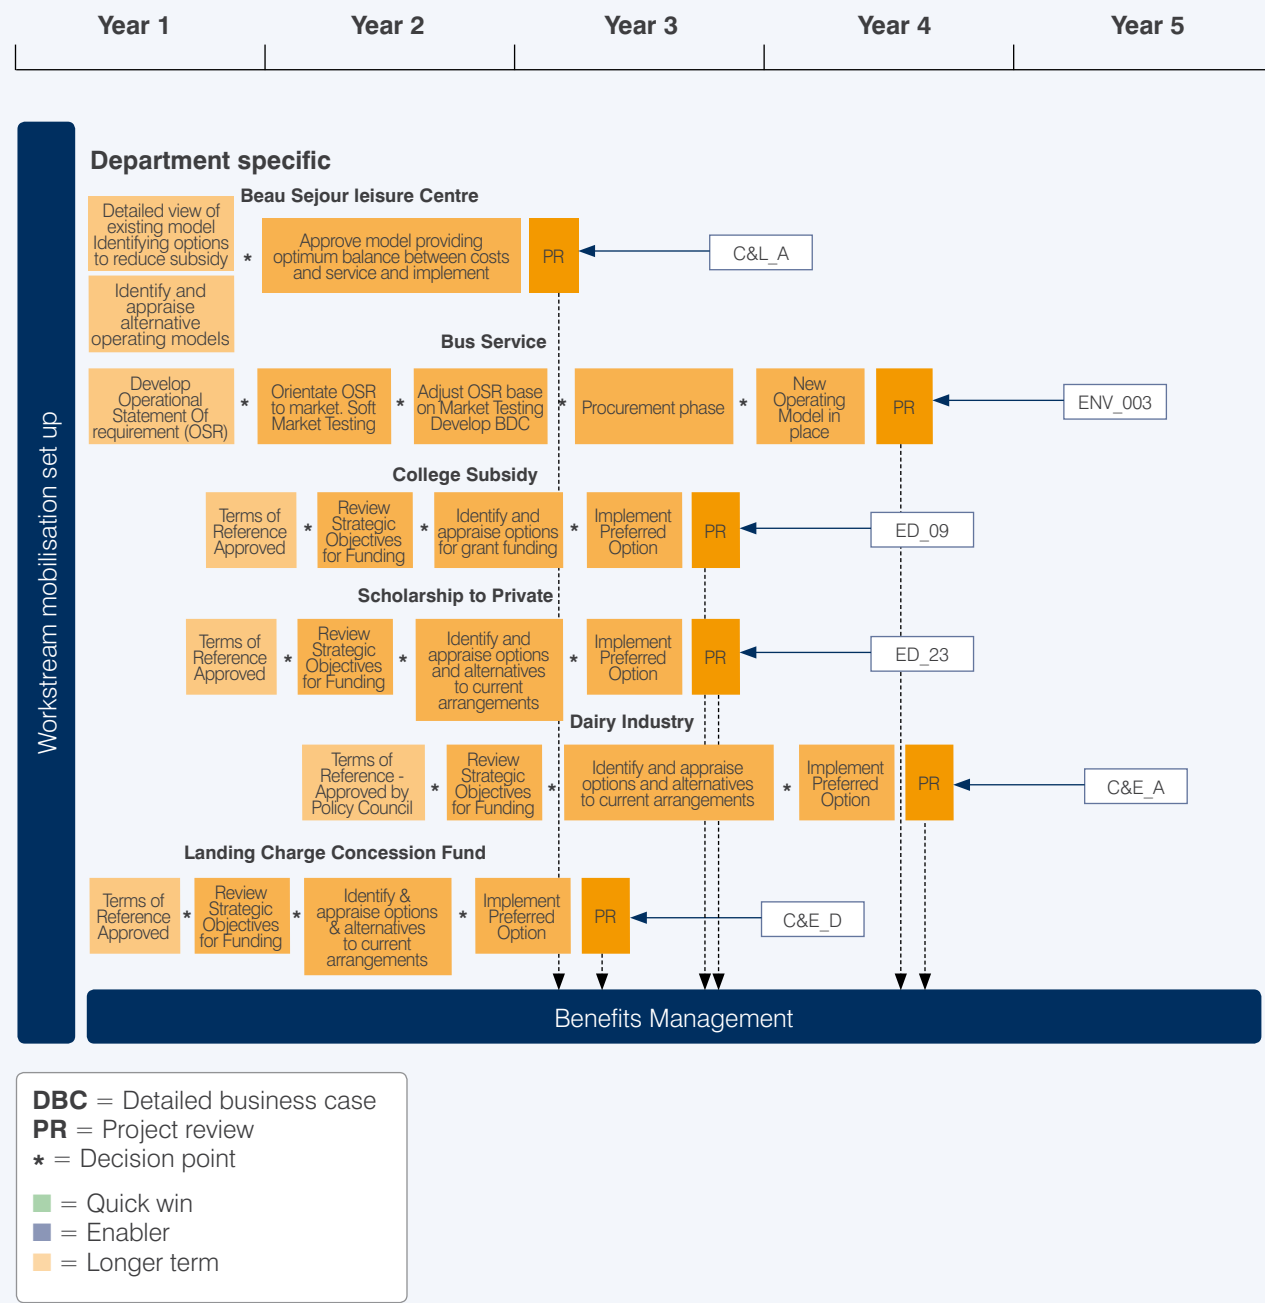 Year 1
Year 2
Year 3
Year 4
Year 5
Workstream mobilisation set up
Department specific
Beau Sejour leisure Centre
Detailed view of
existing model
Identifying options
to reduce subsidy
Identify and
appraise
alternative
operating models
*
Approve model providing
optimum balance between costs
and service and implement
PR
C&L_A
Bus Service
Develop
Operational
Statement Of
requirement (OSR)
*
Orientate OSR
to market. Soft
Market Testing
*
Adjust OSR base
on Market Testing
Develop BDC
*
Procurement phase
*
New
Operating
Model in
place
PR
ENV_003
College Subsidy
Terms of
Reference
Approved
*
Review
Strategic
Objectives
for Funding
*
Identify and
appraise options
for grant funding
*
Implement
Preferred
Option
PR
ED_09
Scholarship to Private
Terms of
Reference
Approved
*
Review
Strategic
Objectives
for Funding
*
Identify and
appraise options
and alternatives
to current
arrangements
*
Implement
Preferred
Option
PR
ED_23
Dairy Industry
Terms of
Reference -
Approved by
Policy Council
*
Review
Strategic
Objectives
for Funding
*
Identify and appraise
options and alternatives
to current arrangements
*
Implement
Preferred
Option
PR
C&E_A
Landing Charge Concession Fund
Terms of
Reference
Approved
*
Review
Strategic
Objectives
for Funding
*
Identify &
appraise options
& alternatives
to current
arrangements
*
Implement
Preferred
Option
PR
C&E_D
Benefits Management
DBC = Detailed business case
PR = Project review
* = Decision point
= Quick win
= Enabler
= Longer term